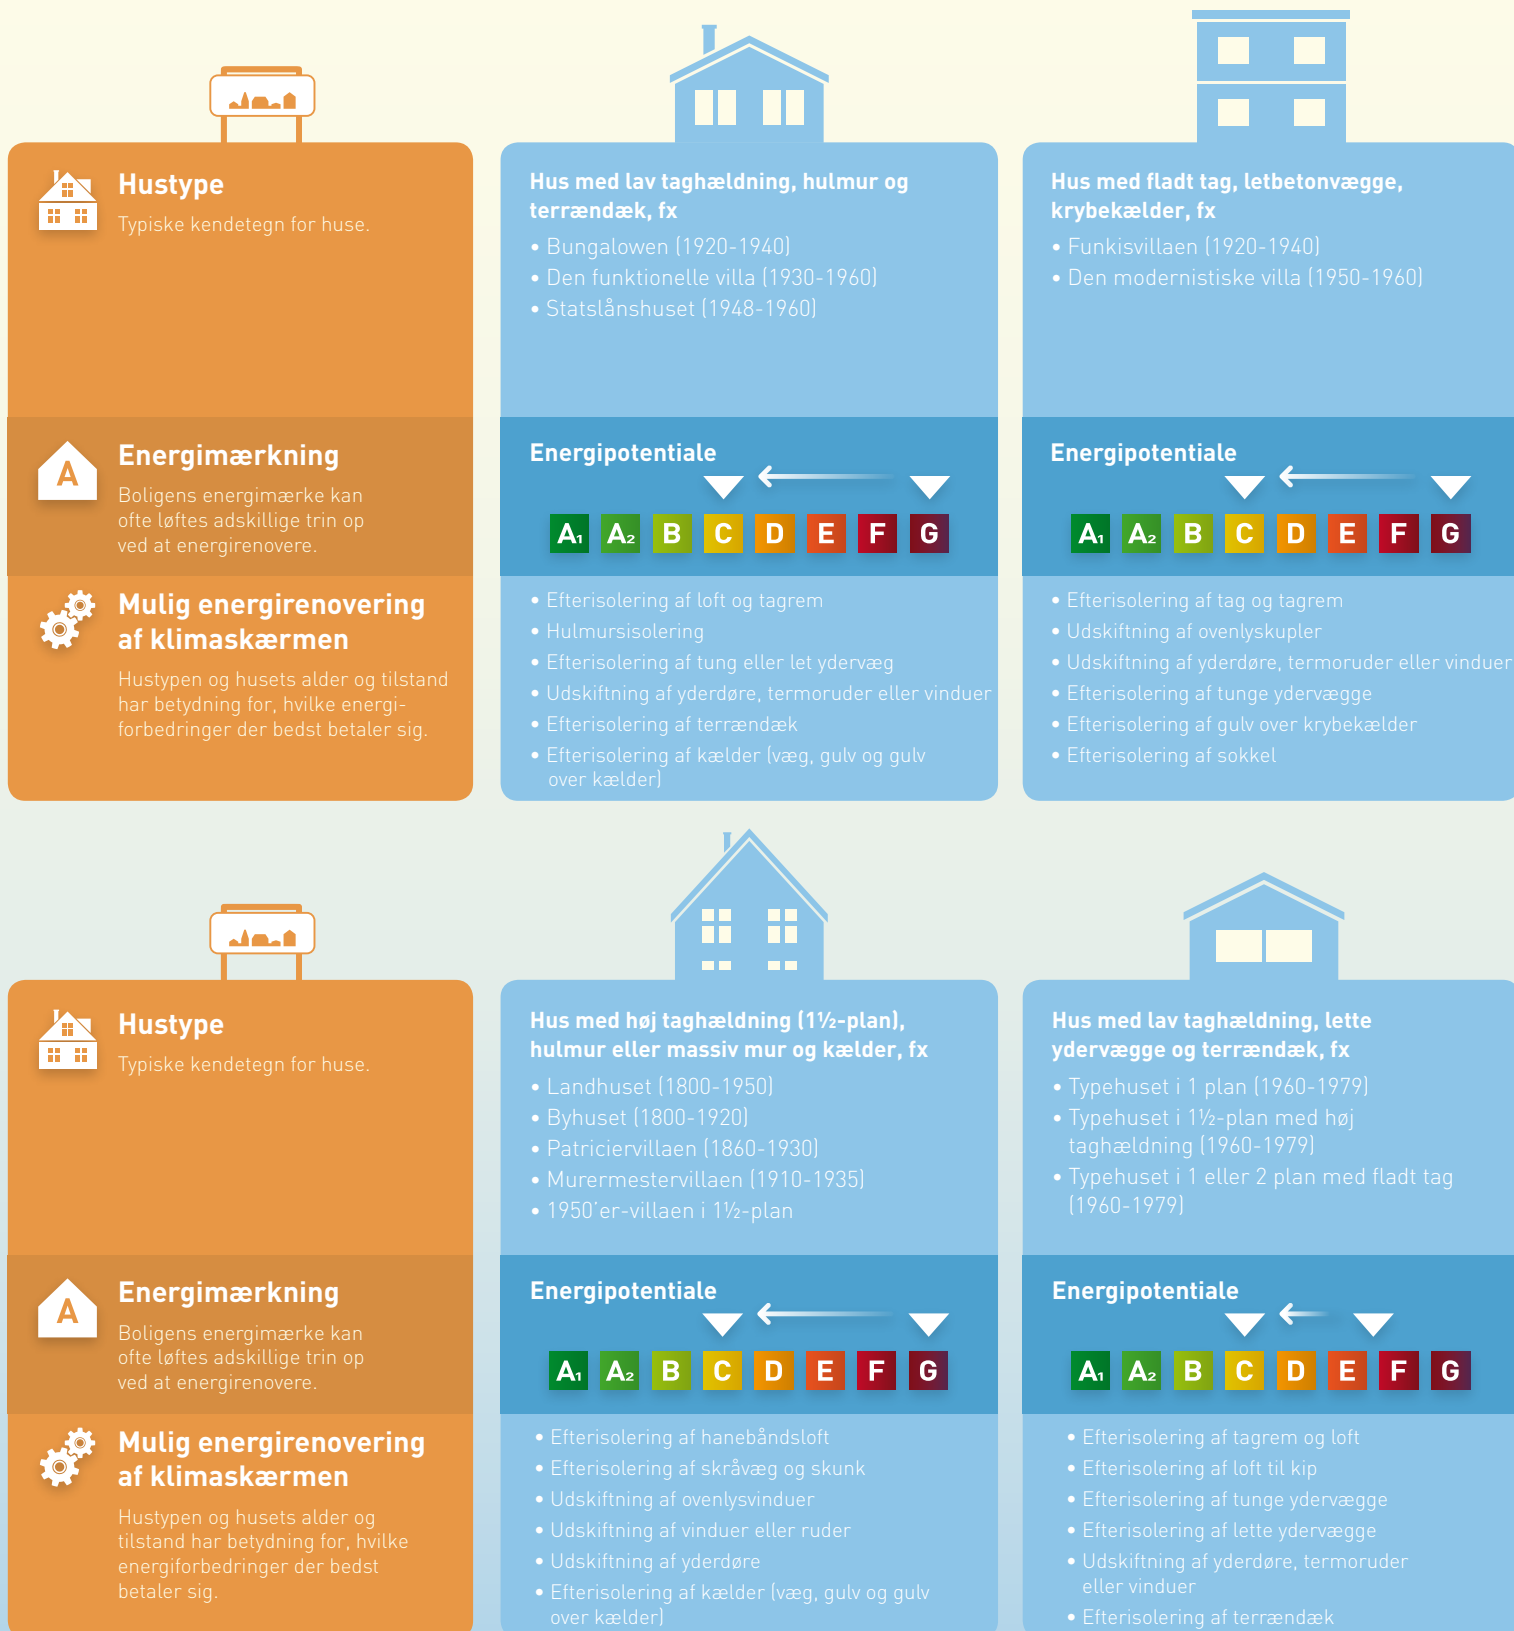 Hustype
Typiske kendetegn for huse.
Energimærkning
A
Boligens energimærke kan
ofte løftes adskillige trin op
ved at energirenovere.
Mulig energirenovering
af klimaskærmen
Hustypen og husets alder og tilstand
har betydning for, hvilke energi-
forbedringer der bedst betaler sig.
Hus med lav taghældning, hulmur og
terrændæk, fx
• Bungalowen (1920-1940)
• Den funktionelle villa (1930-1960)
• Statslånshuset (1948-1960)
Energipotentiale
A1 A2 B C D E F G
• Efterisolering af loft og tagrem
• Hulmursisolering
• Efterisolering af tung eller let ydervæg
• Udskiftning af yderdøre, termoruder eller vinduer
• Efterisolering af terrændæk
• Efterisolering af kælder (væg, gulv og gulv
over kælder)
Hus med fladt tag, letbetonvægge,
krybekælder, fx
• Funkisvillaen (1920-1940)
• Den modernistiske villa (1950-1960)
Energipotentiale
A1 A2 B C D E F G
• Efterisolering af tag og tagrem
• Udskiftning af ovenlyskupler
• Udskiftning af yderdøre, termoruder eller vinduer
• Efterisolering af tunge ydervægge
• Efterisolering af gulv over krybekælder
• Efterisolering af sokkel
Hustype
Typiske kendetegn for huse.
Energimærkning
A
Boligens energimærke kan
ofte løftes adskillige trin op
ved at energirenovere.
Mulig energirenovering
af klimaskærmen
Hustypen og husets alder og
tilstand har betydning for, hvilke
energiforbedringer der bedst
betaler sig.
Hus med høj taghældning (1½-plan),
hulmur eller massiv mur og kælder, fx
• Landhuset (1800-1950)
• Byhuset (1800-1920)
• Patriciervillaen (1860-1930)
• Murermestervillaen (1910-1935)
• 1950'er-villaen i 1½-plan
Energipotentiale
A1 A2 B C D E F G
• Efterisolering af hanebåndsloft
• Efterisolering af skråvæg og skunk
• Udskiftning af ovenlysvinduer
• Udskiftning af vinduer eller ruder
• Udskiftning af yderdøre
• Efterisolering af kælder (væg, gulv og gulv
over kælder)
Hus med lav taghældning, lette
ydervægge og terrændæk, fx
• Typehuset i 1 plan (1960-1979)
• Typehuset i 1½-plan med høj
taghældning (1960-1979)
• Typehuset i 1 eller 2 plan med fladt tag
(1960-1979)
Energipotentiale
A1 A2 B C D E F G
• Efterisolering af tagrem og loft
• Efterisolering af loft til kip
• Efterisolering af tunge ydervægge
• Efterisolering af lette ydervægge
• Udskiftning af yderdøre, termoruder
eller vinduer
• Efterisolering af terrændæk